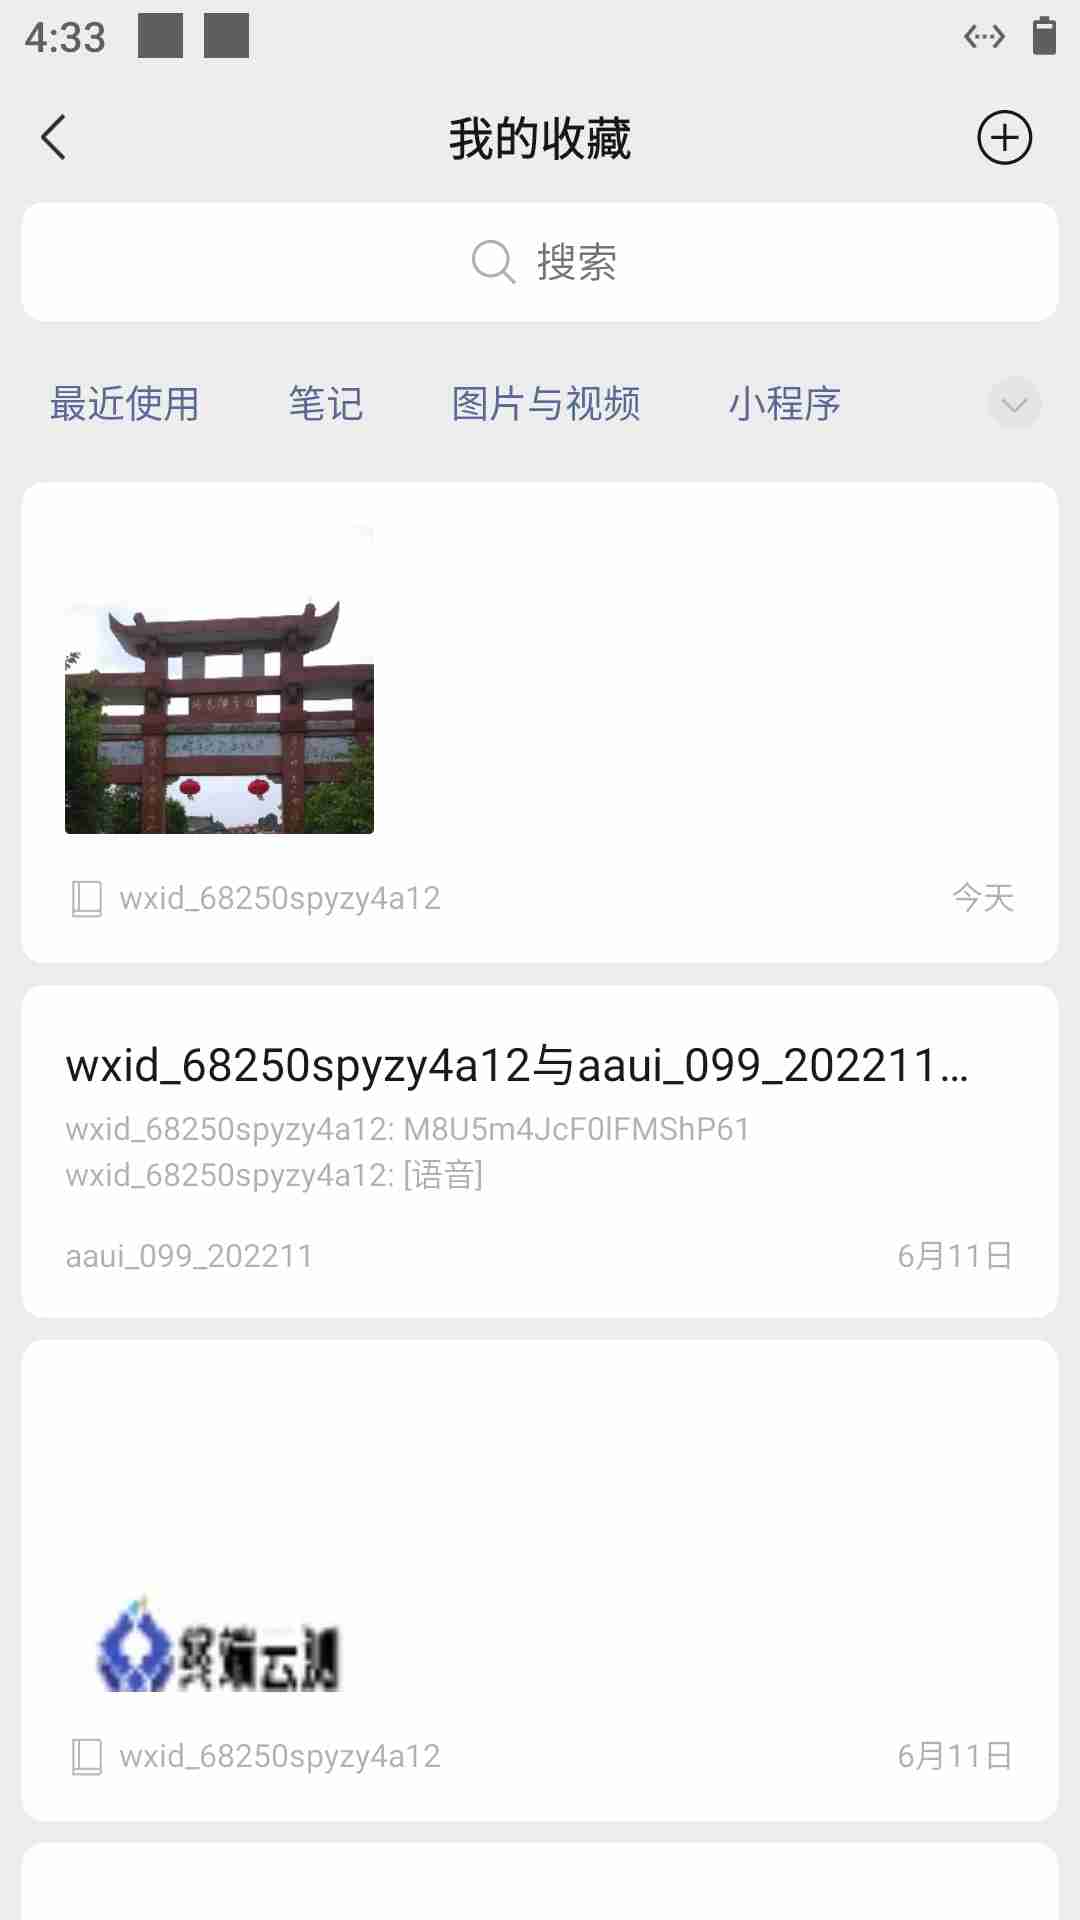 4:33
我的收藏
搜索
最近使用 笔记 图片与视频 小程序
wxid_68250spyzy4a12 今天
wxid_68250spyzy4a12与aaui_099_202211...
wxid_68250spyzy4a12: M8U5m4JcF0lFMShP61
wxid_68250spyzy4a12: [语音]
aaui_099_202211 6月11日
终端云测
wxid_68250spyzy4a12 6月11日